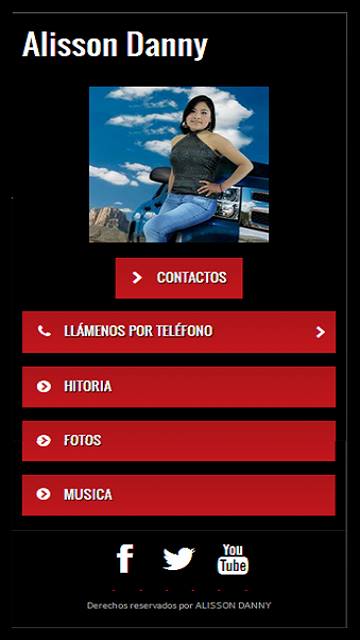 Alisson Danny
CONTACTOS
LLÁMENOS POR TELÉFONO
HITORIA
FOTOS
MUSICA
You
Tube
Derechos reservados por ALISSON DANNY